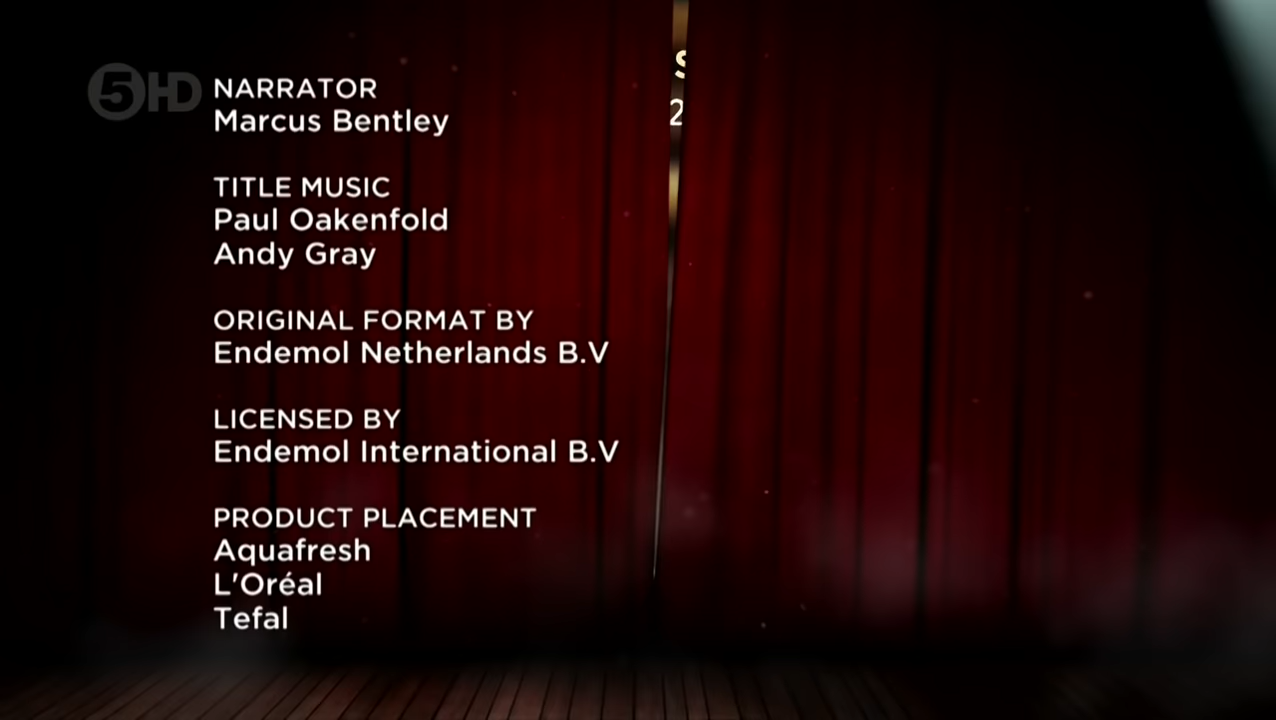 5HD
NARRATOR
Marcus Bentley
TITLE MUSIC
Paul Oakenfold
Andy Gray
ORIGINAL FORMAT BY
Endemol Netherlands B.V
LICENSED BY
Endemol International B.V
PRODUCT PLACEMENT
Aquafresh
L'Oréal
Tefal